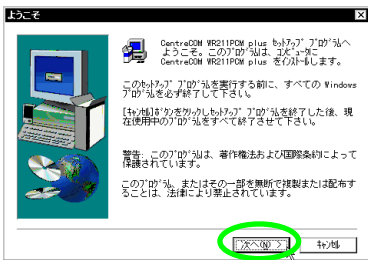 ようこそ
CentreCOM WR211PCM plus ｾｯﾄｱｯﾌﾟ ﾌﾟﾛｸﾞﾗﾑへ
ようこそ。このﾌﾟﾛｸﾞﾗﾑは、ｺﾝﾋﾟｭｰﾀに
CentreCOM WR211PCM plus をｲﾝｽﾄｰﾙします。
このｾｯﾄｱｯﾌﾟ ﾌﾟﾛｸﾞﾗﾑを実行する前に、すべての Windows
ﾌﾟﾛｸﾞﾗﾑを必ず終了して下さい。
[ｷｬﾝｾﾙ]ﾎﾞﾀﾝをｸﾘｯｸしｾｯﾄｱｯﾌﾟ ﾌﾟﾛｸﾞﾗﾑを終了した後、現
在使用中のﾌﾟﾛｸﾞﾗﾑをすべて終了させて下さい。
警告: このﾌﾟﾛｸﾞﾗﾑは、著作権法および国際条約によって
保護されています。
このﾌﾟﾛｸﾞﾗﾑ、またはその一部を無断で複製または配布す
ることは、法律により禁止されています。
次へ(N) >
ｷｬﾝｾﾙ